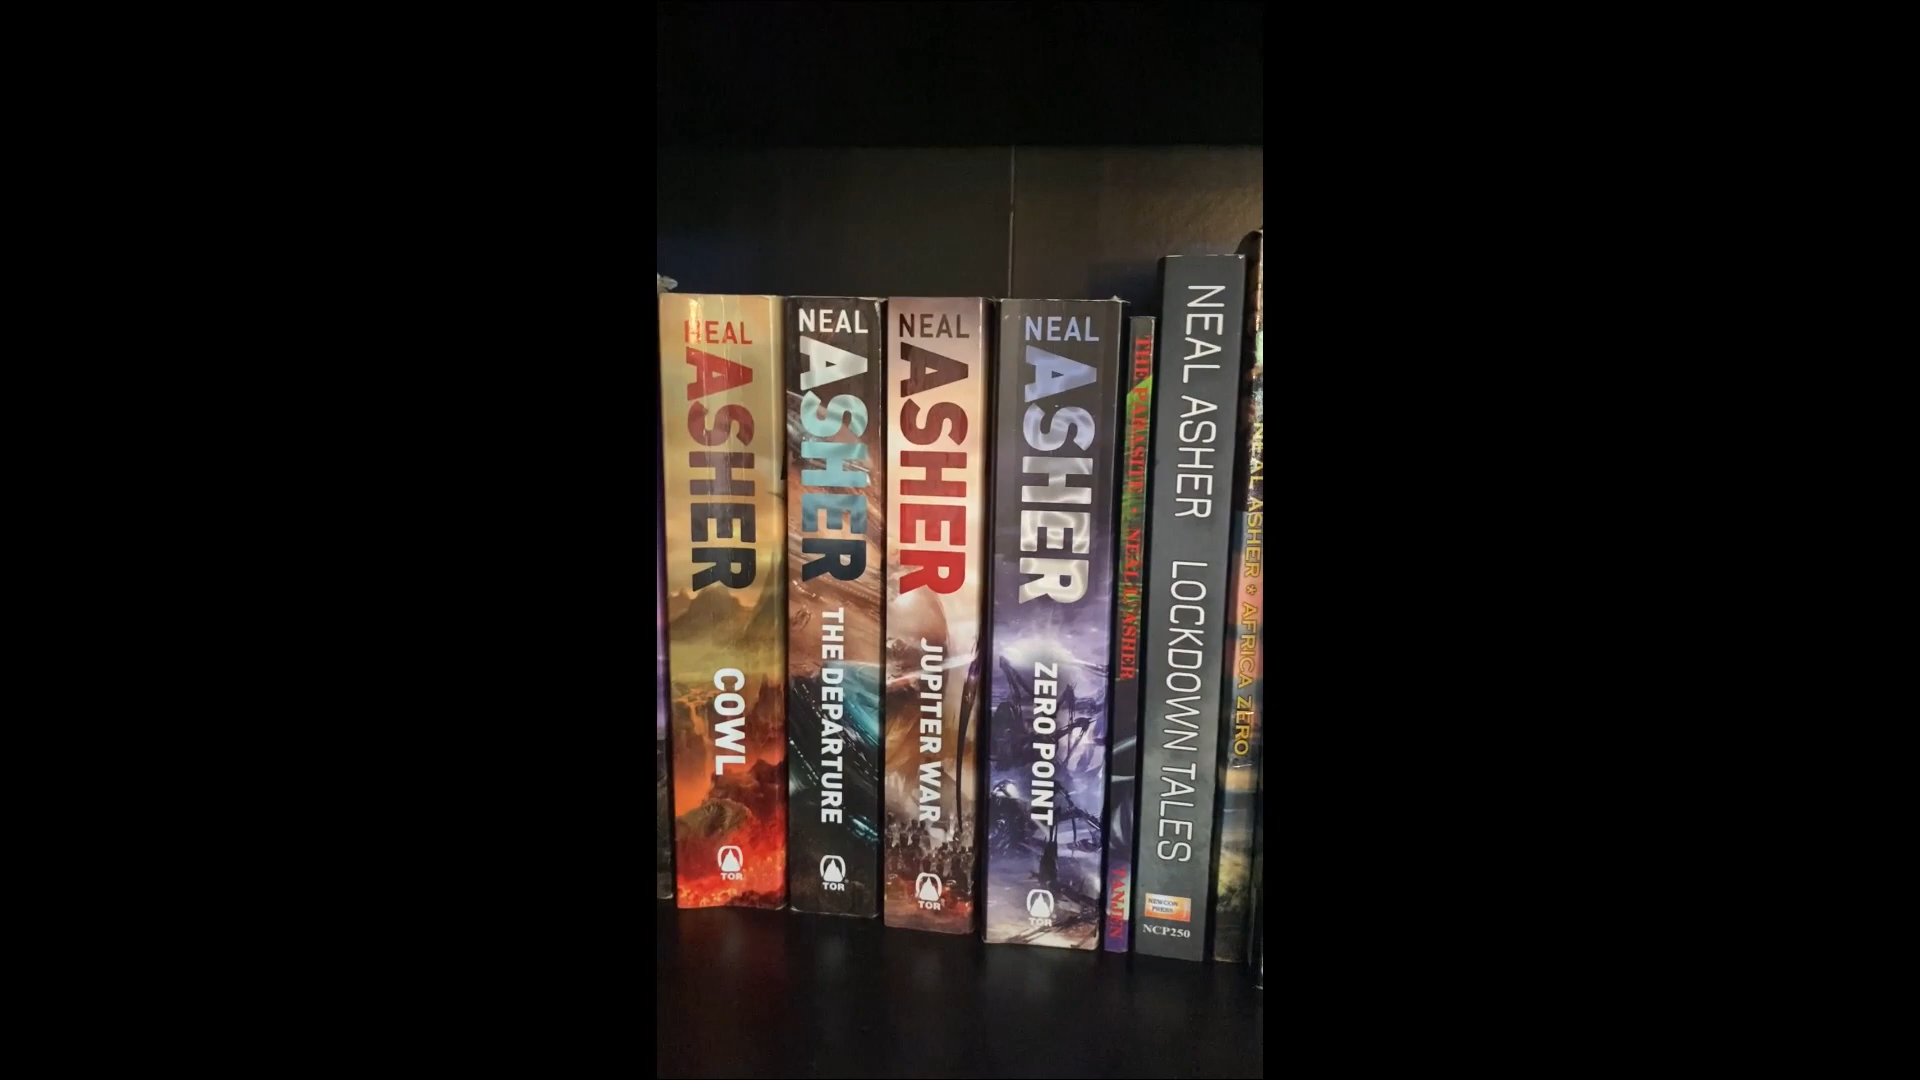 NEAL
ASHER
COWL
TOR
NEAL
ASHER
THE DEPARTURE
TOR
NEAL
ASHER
JUPITER WAR
TOR
NEAL
ASHER
ZERO POINT
TOR
THE PARASITE • NEAL L ASHER
TANJEN
NEAL ASHER LOCKDOWN TALES
NEWCON
PRESS
NCP250
NEAL ASHER * AFRICA ZERO